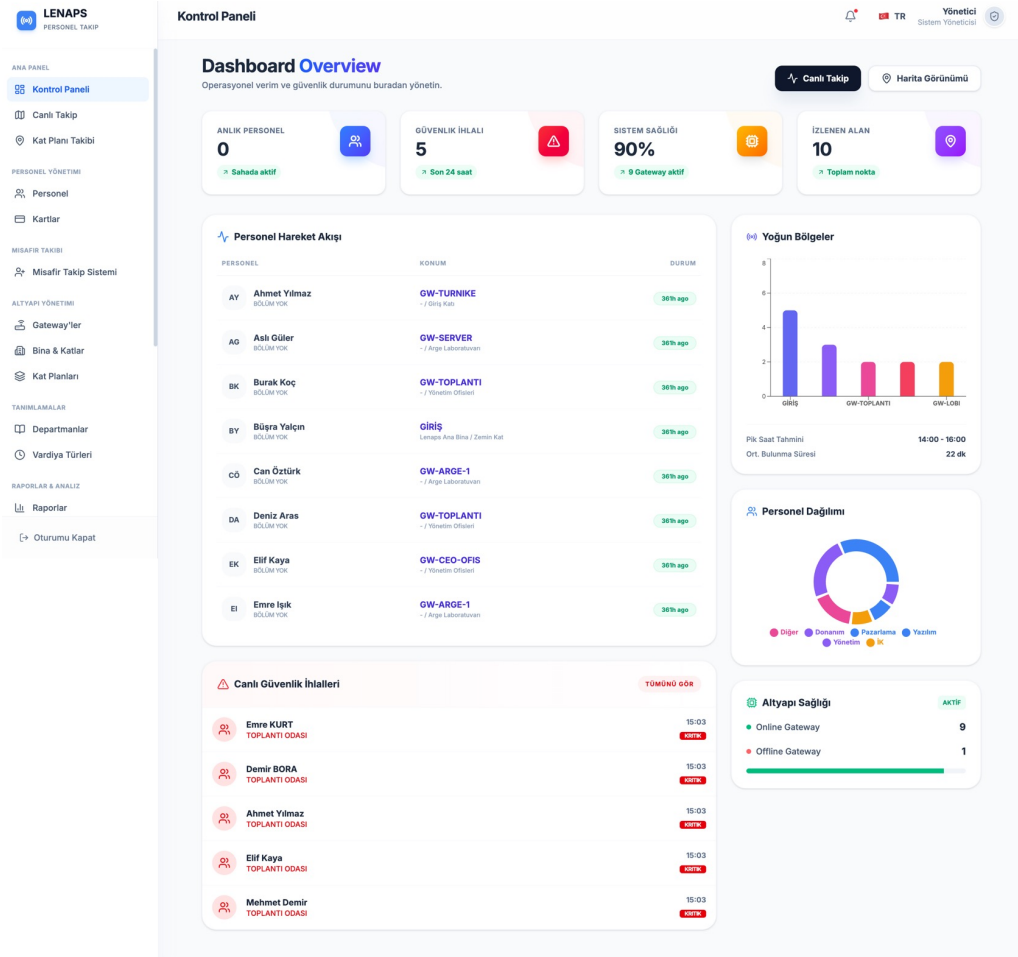 LENAPS
PERSONEL TAKIP
Kontrol Paneli
TR
Yönetici
Sistem Yöneticisi
ANA PANEL
Kontrol Paneli
Canlı Takip
Kat Planı Takibi
PERSONEL YÖNETIMI
Personel
Kartlar
MISAFIR TAKIBI
Misafir Takip Sistemi
ALTYAPI YÖNETIMI
Gateway'ler
Bina & Katlar
Kat Planları
TANIMLAMALAR
Departmanlar
Vardiya Türleri
RAPORLAR & ANALIZ
Raporlar
Oturumu Kapat
Dashboard Overview
Operasyonel verim ve güvenlik durumunu buradan yönetin.
Canlı Takip
Harita Görünümü
ANLIK PERSONEL
0
Sahada aktif
GÜVENLIK İHLALI
5
Son 24 saat
SISTEM SAĞLIĞI
90%
9 Gateway aktif
İZLENEN ALAN
10
Toplam nokta
Personel Hareket Akışı
PERSONEL KONUM DURUM
AY Ahmet Yılmaz GW-TURNIKE 361h ago
BÖLÜM YOK - / Giriş Katı
AG Aslı Güler GW-SERVER 361h ago
BÖLÜM YOK - / Arge Laboratuvarı
BK Burak Koç GW-TOPLANTI 361h ago
BÖLÜM YOK - / Yönetim Ofisleri
BY Büşra Yalçın GİRİŞ 361h ago
BÖLÜM YOK Lenaps Ana Bina / Zemin Kat
CÖ Can Öztürk GW-ARGE-1 361h ago
BÖLÜM YOK - / Arge Laboratuvarı
DA Deniz Aras GW-TOPLANTI 361h ago
BÖLÜM YOK - / Yönetim Ofisleri
EK Elif Kaya GW-CEO-OFIS 361h ago
BÖLÜM YOK - / Yönetim Ofisleri
EI Emre Işık GW-ARGE-1 361h ago
BÖLÜM YOK - / Arge Laboratuvarı
Yoğun Bölgeler
8
6
4
2
0
GİRİŞ GW-TOPLANTI GW-LOBI
Pik Saat Tahmini 14:00 - 16:00
Ort. Bulunma Süresi 22 dk
Personel Dağılımı
Diğer Donanım Pazarlama Yazılım
Yönetim İK
Altyapı Sağlığı AKTİF
Online Gateway 9
Offline Gateway 1
Canlı Güvenlik İhlalleri TÜMÜNÜ GÖR
Emre KURT 15:03
TOPLANTI ODASI KRITIK
Demir BORA 15:03
TOPLANTI ODASI KRITIK
Ahmet Yılmaz 15:03
TOPLANTI ODASI KRITIK
Elif Kaya 15:03
TOPLANTI ODASI KRITIK
Mehmet Demir 15:03
TOPLANTI ODASI KRITIK